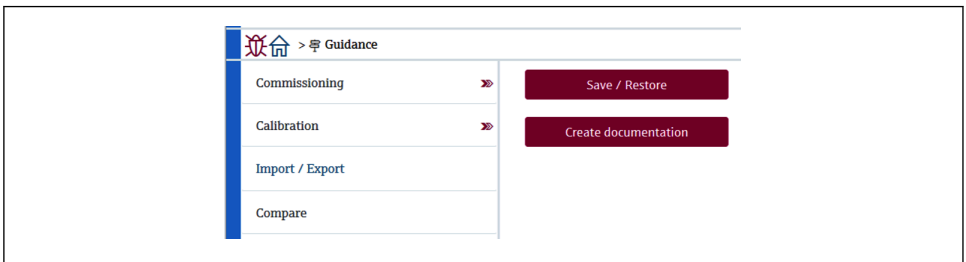 > Guidance
Commissioning
Calibration
Import / Export
Compare
Save / Restore
Create documentation